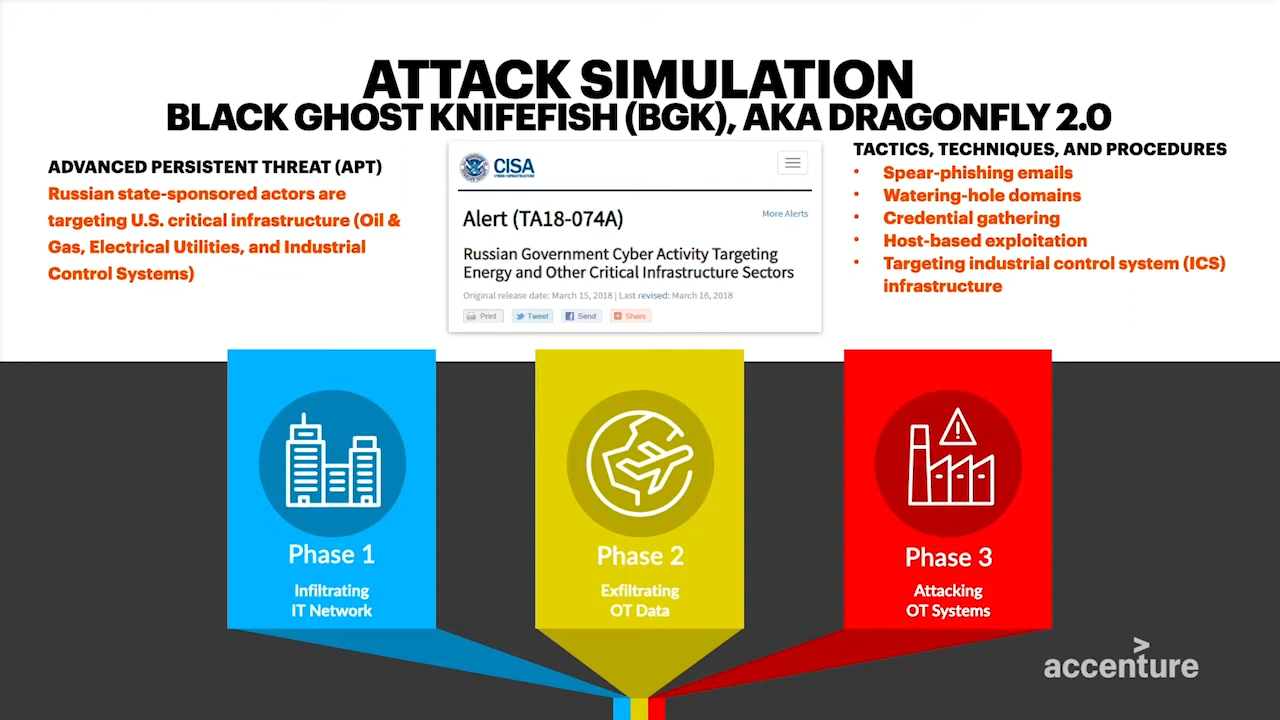 ATTACK SIMULATION
BLACK GHOST KNIFEFISH (BGK), AKA DRAGONFLY 2.0
ADVANCED PERSISTENT THREAT (APT)
Russian state-sponsored actors are
targeting U.S. critical infrastructure (Oil &
Gas, Electrical Utilities, and Industrial
Control Systems)
CISA
Alert (TA18-074A)
More Alerts
Russian Government Cyber Activity Targeting
Energy and Other Critical Infrastructure Sectors
Original release date: March 15, 2018 | Last revised: March 16, 2018
Print Tweet Send Share
TACTICS, TECHNIQUES, AND PROCEDURES
• Spear-phishing emails
• Watering-hole domains
• Credential gathering
• Host-based exploitation
• Targeting industrial control system (ICS)
infrastructure
Phase 1
Infiltrating
IT Network
Phase 2
Exfiltrating
OT Data
Phase 3
Attacking
OT Systems
accenture